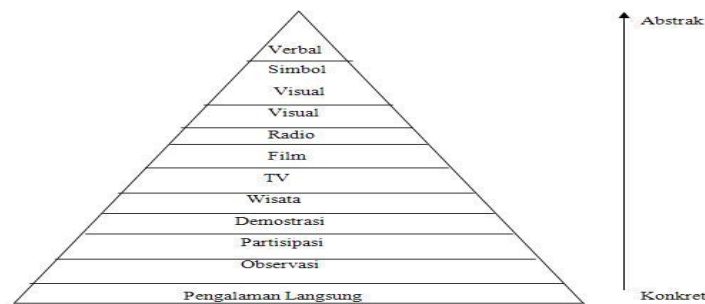 Abstrak
Verbal
Simbol
Visual
Visual
Radio
Film
TV
Wisata
Demostrasi
Partisipasi
Observasi
Pengalaman Langsung
Konkret